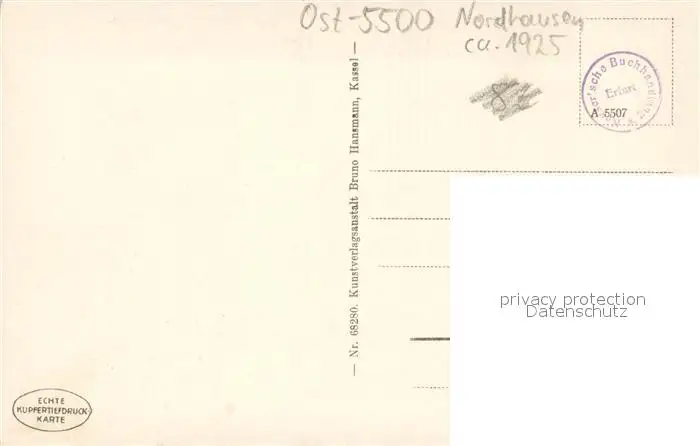 Ost-5500 Nordhausen
ca. 1925
Buchhandlung
Erfurt
A 5507
— Nr. 68280. Kunstverlagsanstalt Bruno Hansmann, Kassel —
privacy protection
Datenschutz
ECHTE
KUPFERTIEFDRUCK-
KARTE